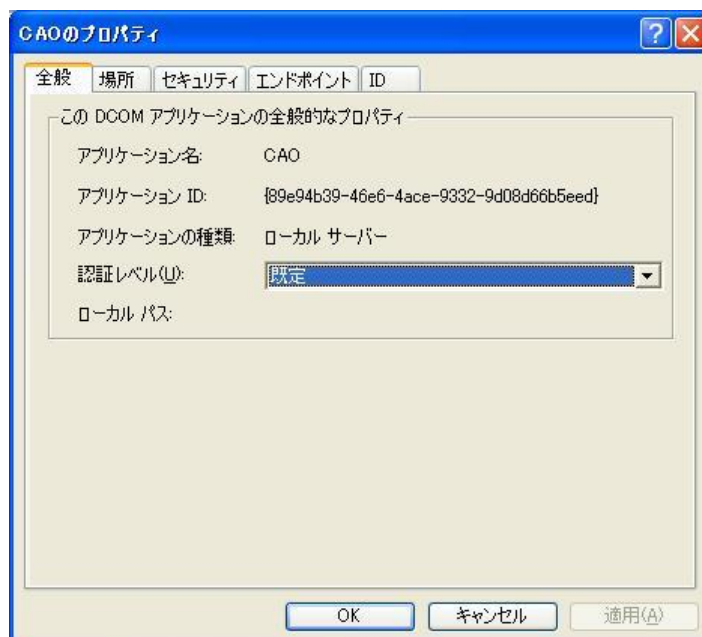 CAOのプロパティ
全般 場所 セキュリティ エンドポイント ID
この DCOM アプリケーションの全般的なプロパティ
アプリケーション名: CAO
アプリケーション ID: {89e94b39-46e6-4ace-9332-9d08d66b5eed}
アプリケーションの種類: ローカル サーバー
認証レベル(U): 既定
ローカル パス:
OK キャンセル 適用(A)